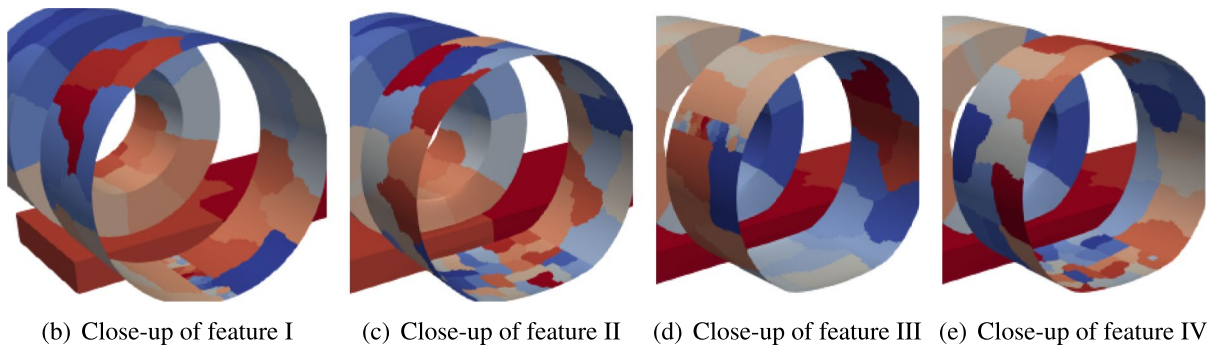 (b) Close-up of feature I
(c) Close-up of feature II
(d) Close-up of feature III
(e) Close-up of feature IV